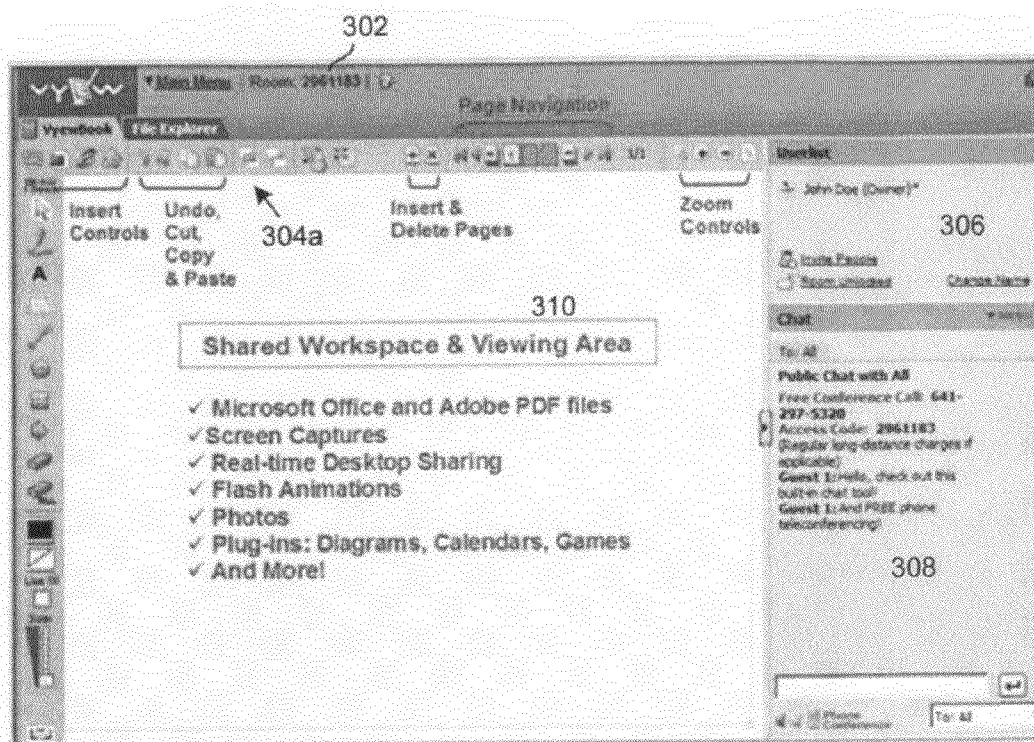 302
VYEW
▼Main Menu | Room: 2961183 |
Page Navigation
VyewBook File Explorer
1/1
Userlist
Insert Controls
Undo, Cut, Copy & Paste
304a
Insert & Delete Pages
Zoom Controls
John Doe (Owner)*
306
Invite People
Room unlocked Change Name
A
310
Chat
Shared Workspace & Viewing Area
To: All
Public Chat with All
Free Conference Call: 641-
297-5320
Access Code: 2961183
(Regular long-distance charges if
applicable)
Guest 1: Hello, check out this
built-in chat tool!
Guest 1: And FREE phone
teleconferencing!
✓ Microsoft Office and Adobe PDF files
✓Screen Captures
✓ Real-time Desktop Sharing
✓ Flash Animations
✓ Photos
✓ Plug-ins: Diagrams, Calendars, Games
✓ And More!
308
Phone
Conference
To: All